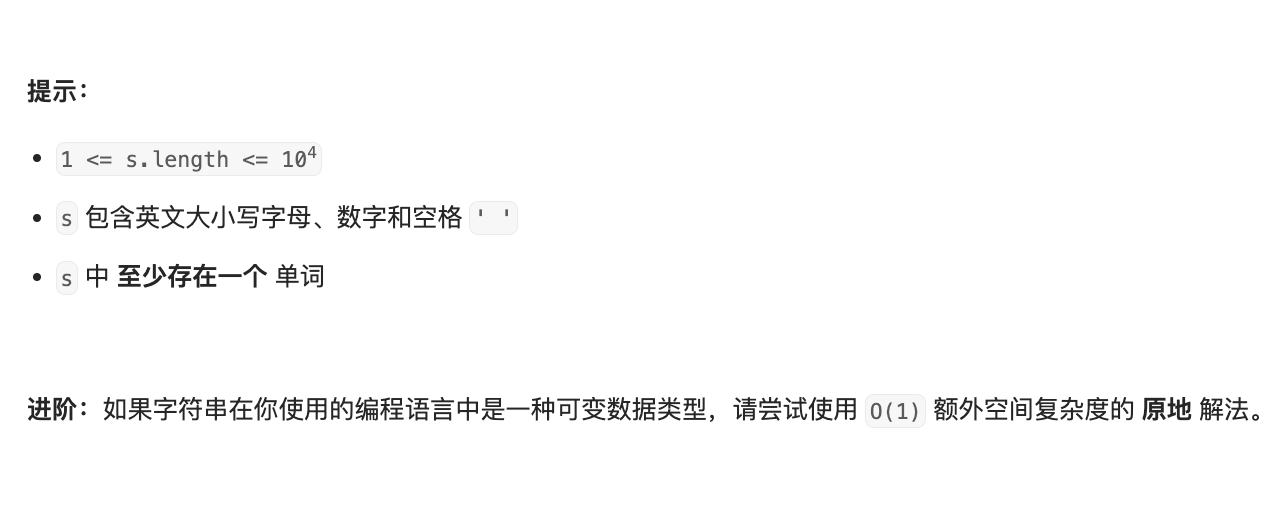 提示：
1 <= s.length <= 10⁴
s 包含英文大小写字母、数字和空格 ' '
s 中 至少存在一个 单词
进阶：如果字符串在你使用的编程语言中是一种可变数据类型，请尝试使用 O(1) 额外空间复杂度的 原地 解法。